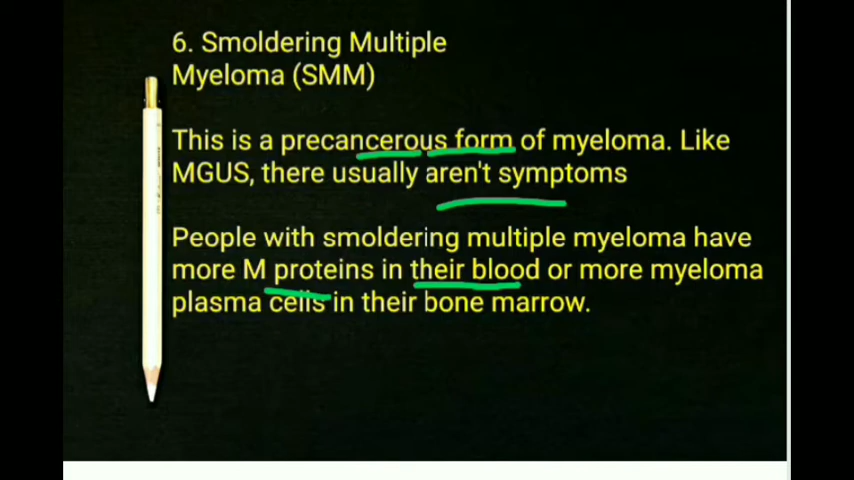 6. Smoldering Multiple
Myeloma (SMM)
This is a precancerous form of myeloma. Like
MGUS, there usually aren't symptoms
People with smoldering multiple myeloma have
more M proteins in their blood or more myeloma
plasma cells in their bone marrow.